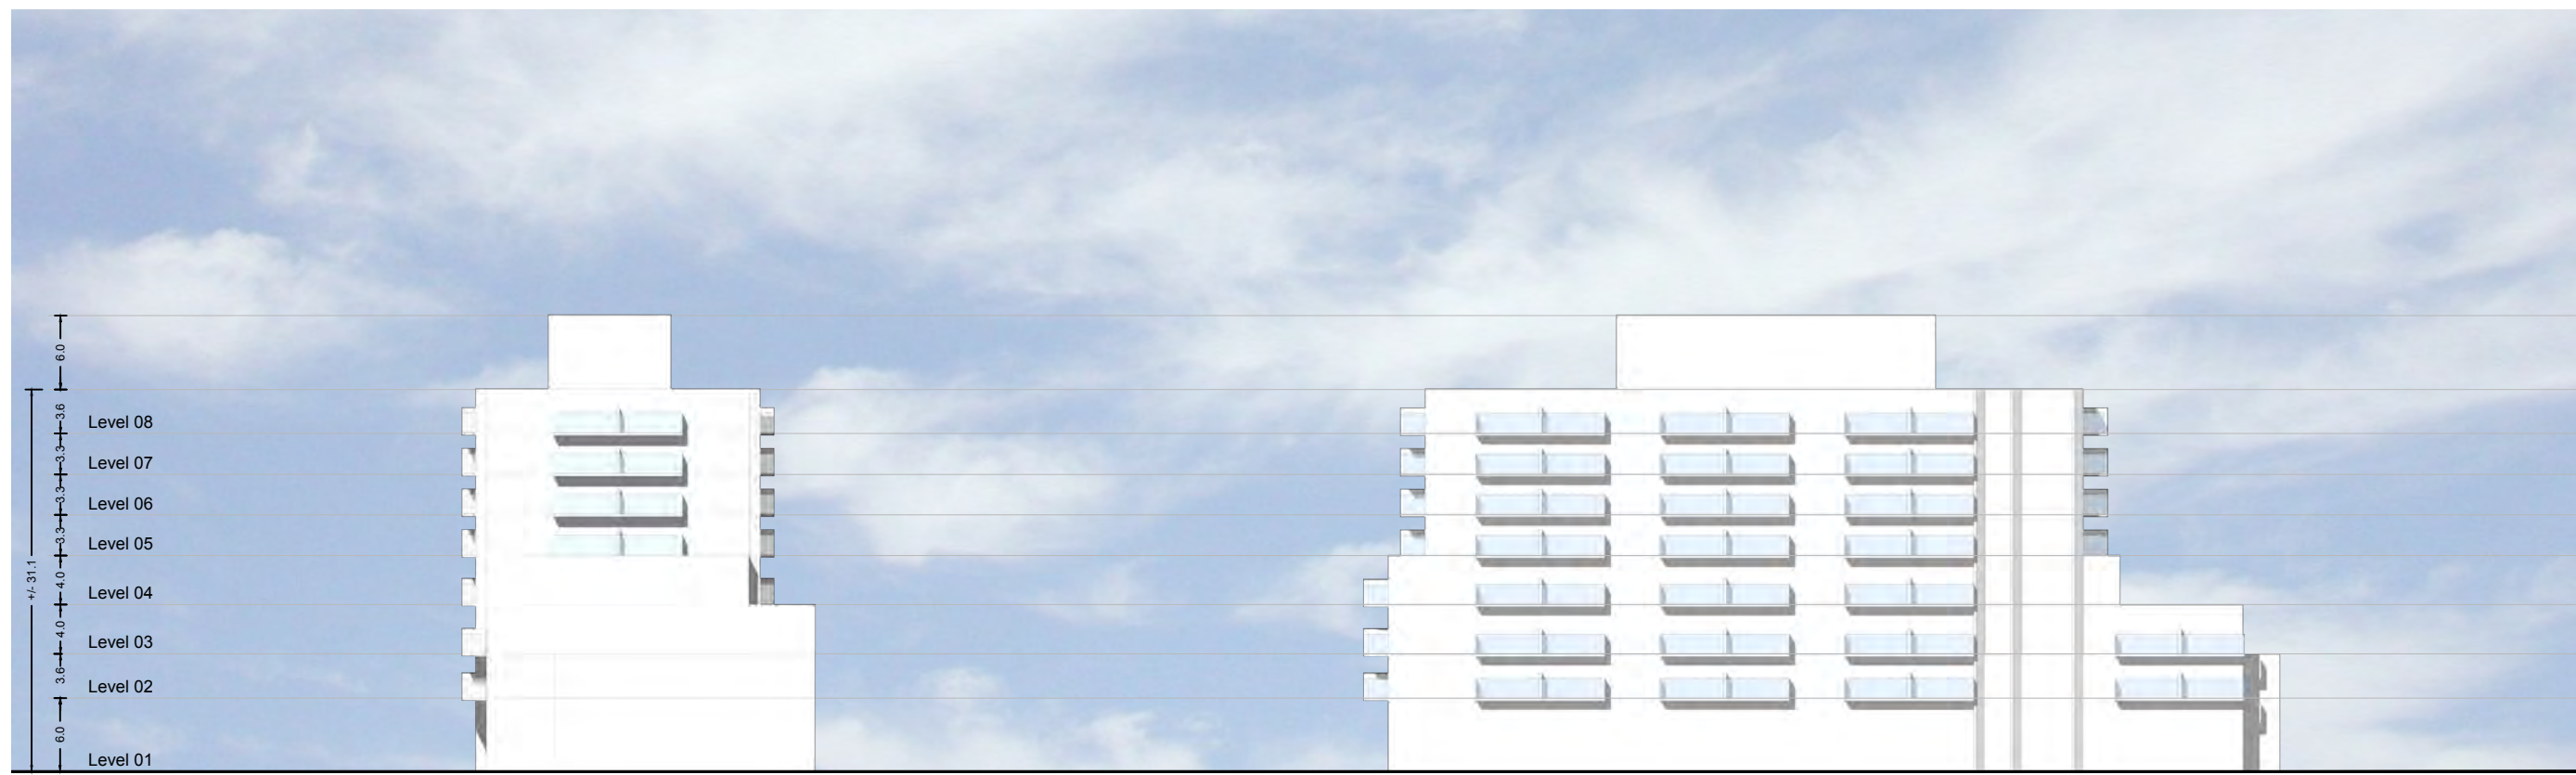 6.0
3.6
Level 08
3.3
Level 07
3.3
Level 06
3.3
Level 05
4.0
Level 04
+/- 31.1
4.0
Level 03
3.6
Level 02
6.0
Level 01